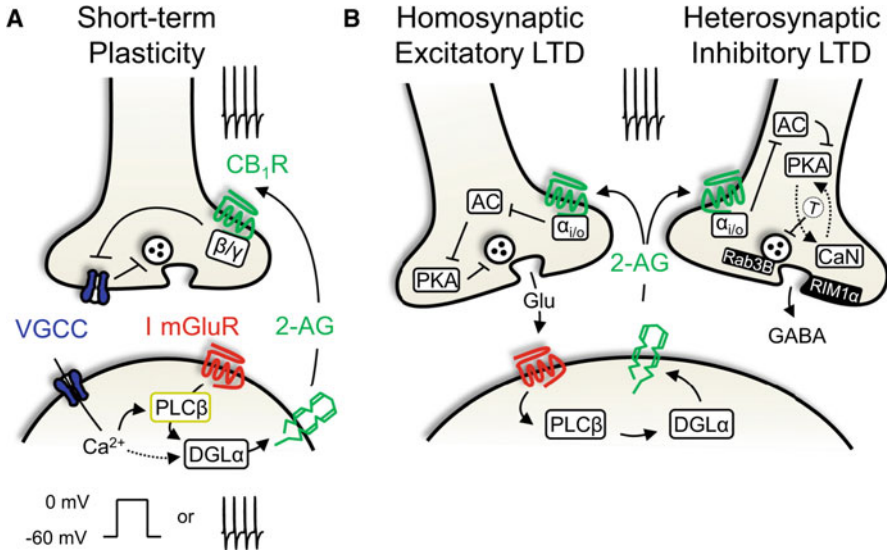 A
Short-term
Plasticity
CB₁R
β/γ
VGCC
I mGluR
2-AG
PLCβ
Ca²⁺
DGLα
0 mV
-60 mV
or
B
Homosynaptic
Excitatory LTD
Heterosynaptic
Inhibitory LTD
AC
αi/o
PKA
Glu
2-AG
AC
PKA
T
αi/o
Rab3B
CaN
RIM1α
GABA
PLCβ
DGLα